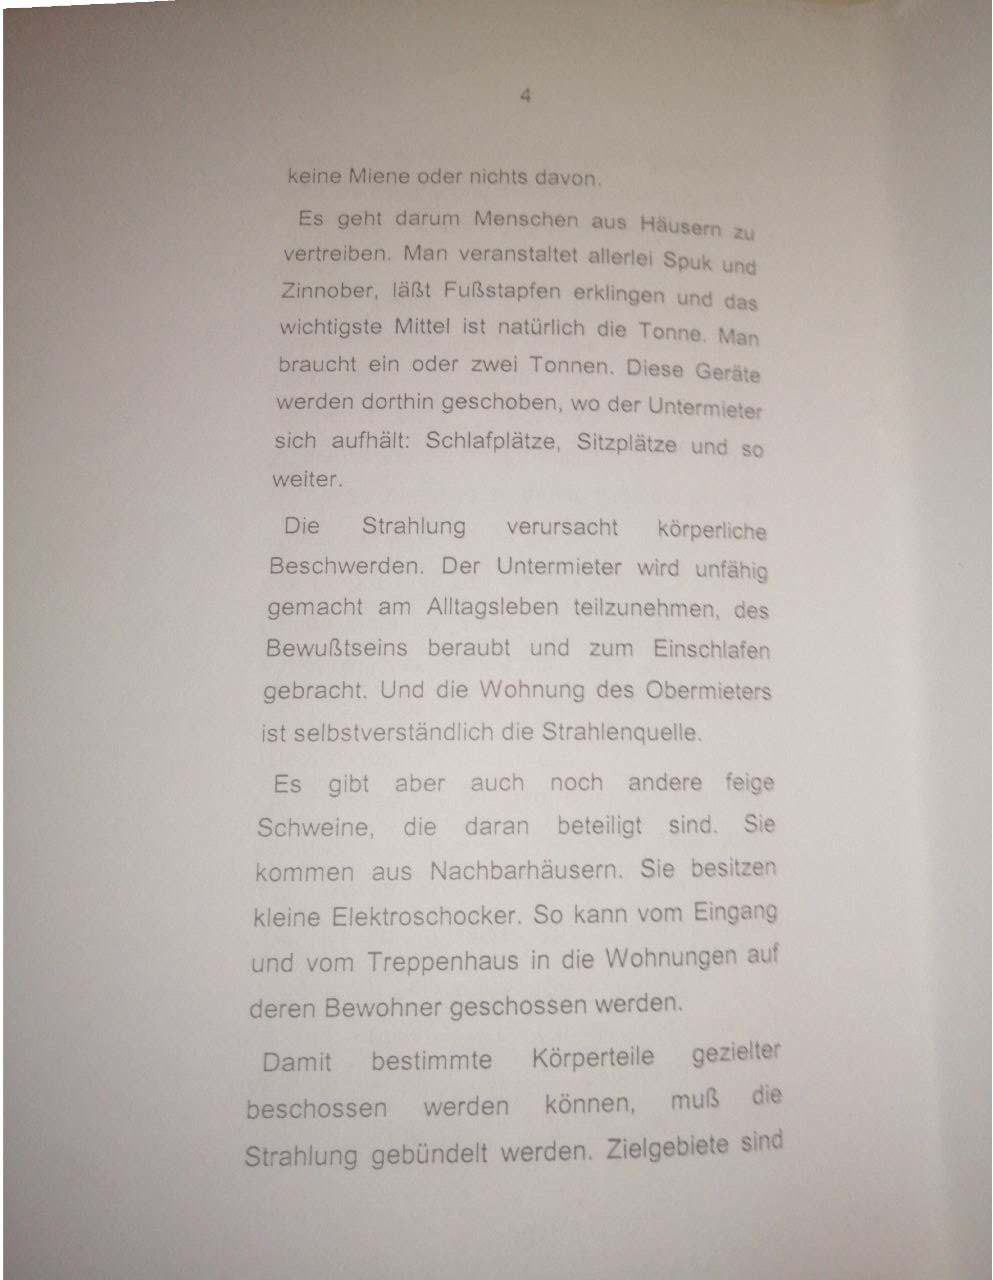 4
keine Miene oder nichts davon.
Es geht darum Menschen aus Häusern zu
vertreiben. Man veranstaltet allerlei Spuk und
Zinnober, läßt Fußstapfen erklingen und das
wichtigste Mittel ist natürlich die Tonne. Man
braucht ein oder zwei Tonnen. Diese Geräte
werden dorthin geschoben, wo der Untermieter
sich aufhält: Schlafplätze, Sitzplätze und so
weiter.
Die Strahlung verursacht körperliche
Beschwerden. Der Untermieter wird unfähig
gemacht am Alltagsleben teilzunehmen, des
Bewußtseins beraubt und zum Einschlafen
gebracht. Und die Wohnung des Obermieters
ist selbstverständlich die Strahlenquelle.
Es gibt aber auch noch andere feige
Schweine, die daran beteiligt sind. Sie
kommen aus Nachbarhäusern. Sie besitzen
kleine Elektroschocker. So kann vom Eingang
und vom Treppenhaus in die Wohnungen auf
deren Bewohner geschossen werden.
Damit bestimmte Körperteile gezielter
beschossen werden können, muß die
Strahlung gebündelt werden. Zielgebiete sind